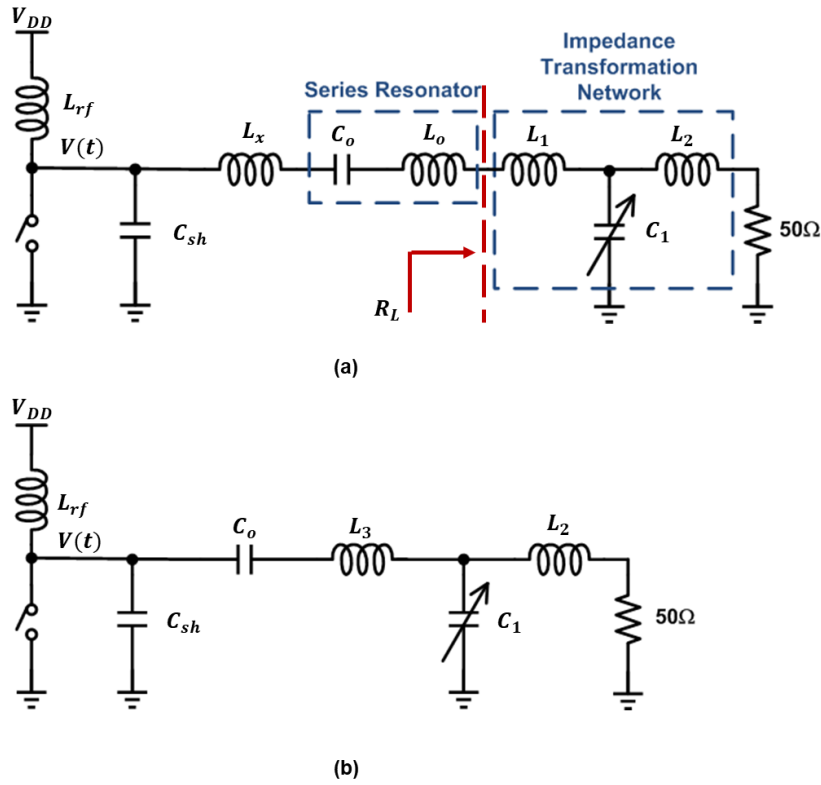 V_DD
Impedance
Transformation
Network
Series Resonator
L_rf
V(t)
L_x
C_o
L_o
L_1
L_2
C_sh
C_1
50Ω
R_L
(a)
V_DD
L_rf
V(t)
C_o
L_3
L_2
C_sh
C_1
50Ω
(b)